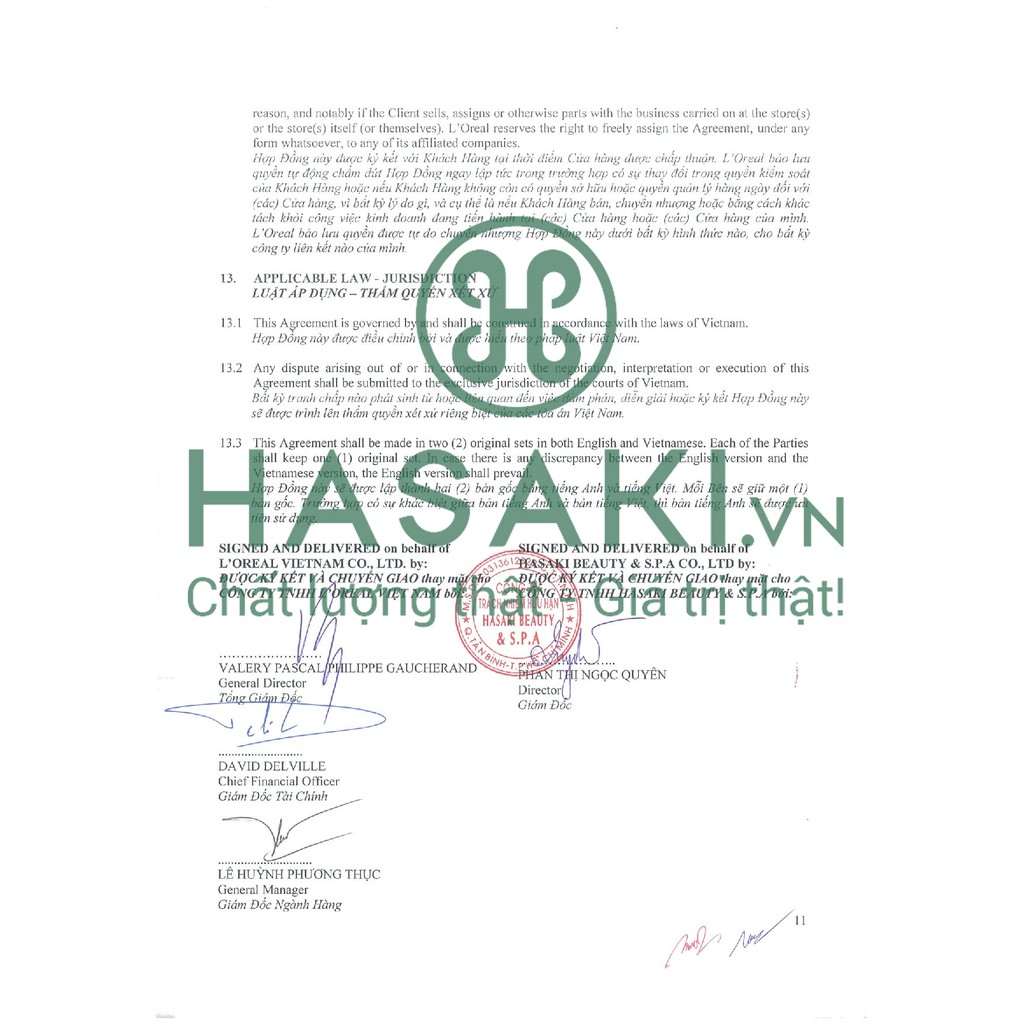 reason, and notably if the Client sells, assigns or otherwise parts with the business carried on at the store(s)
or the store(s) itself (or themselves). L'Oreal reserves the right to freely assign the Agreement, under any
form whatsoever, to any of its affiliated companies.
Hợp Đồng này được ký kết với Khách Hàng tại thời điểm Cửa hàng được chấp thuận. L'Oreal bảo lưu
quyền tự động chấm dứt Hợp Đồng ngay lập tức trong trường hợp có sự thay đổi trong quyền kiểm soát
của Khách Hàng hoặc nếu Khách Hàng không còn có quyền sở hữu hoặc quyền quản lý hàng ngày đối với
(các) Cửa hàng, vì bất kỳ lý do gì, và cụ thể là nếu Khách Hàng bán, chuyển nhượng hoặc bằng cách khác
tách khỏi công việc kinh doanh đang tiến hành tại (các) Cửa hàng hoặc (các) Cửa hàng của mình.
L'Oreal bảo lưu quyền được tự do chuyển nhượng Hợp Đồng này dưới bất kỳ hình thức nào, cho bất kỳ
công ty liên kết nào của mình.
13. APPLICABLE LAW - JURISDICTION
LUẬT ÁP DỤNG – THẨM QUYỀN XÉT XỬ
13.1 This Agreement is governed by and shall be construed in accordance with the laws of Vietnam.
Hợp Đồng này được điều chỉnh bởi và được hiểu theo pháp luật Việt Nam.
13.2 Any dispute arising out of or in connection with the negotiation, interpretation or execution of this
Agreement shall be submitted to the exclusive jurisdiction of the courts of Vietnam.
Bất kỳ tranh chấp nào phát sinh từ hoặc liên quan đến việc đàm phán, diễn giải hoặc ký kết Hợp Đồng này
sẽ được trình lên thẩm quyền xét xử riêng biệt của các tòa án Việt Nam.
13.3 This Agreement shall be made in two (2) original sets in both English and Vietnamese. Each of the Parties
shall keep one (1) original set. In case there is any discrepancy between the English version and the
Vietnamese version, the English version shall prevail.
Hợp Đồng này sẽ được lập thành hai (2) bản gốc bằng tiếng Anh và tiếng Việt. Mỗi Bên sẽ giữ một (1)
bản gốc. Trường hợp có sự khác biệt giữa bản tiếng Anh và bản tiếng Việt, thì bản tiếng Anh sẽ được ưu
tiên sử dụng.
HASAKI.VN
Chất lượng thật - Giá trị thật!
SIGNED AND DELIVERED on behalf of
L'OREAL VIETNAM CO., LTD. by:
ĐƯỢC KÝ KẾT VÀ CHUYỂN GIAO thay mặt cho
CÔNG TY TNHH L'OREAL VIỆT NAM bởi:
VALERY PASCAL PHILIPPE GAUCHERAND
General Director
Tổng Giám Đốc
DAVID DELVILLE
Chief Financial Officer
Giám Đốc Tài Chính
LÊ HUỲNH PHƯƠNG THỤC
General Manager
Giám Đốc Ngành Hàng
SIGNED AND DELIVERED on behalf of
HASAKI BEAUTY & S.P.A CO., LTD by:
ĐƯỢC KÝ KẾT VÀ CHUYỂN GIAO thay mặt cho
CÔNG TY TNHH HASAKI BEAUTY & S.P.A bởi:
CÔNG TY
TRÁCH NHIỆM HỮU HẠN
HASAKI BEAUTY
& S.P.A
Q.TÂN BÌNH-T.P HỒ CHÍ MINH
PHAN THỊ NGỌC QUYÊN
Director
Giám Đốc
11